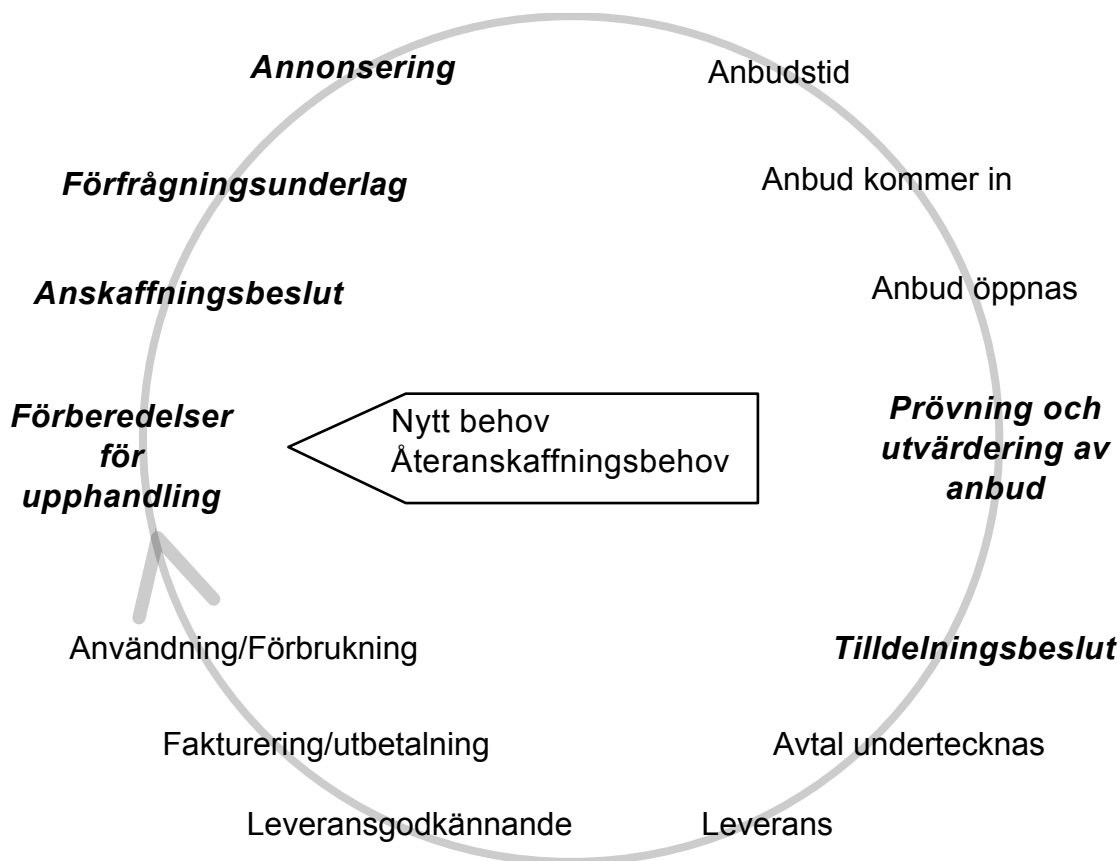 Annonsering
Anbudstid
Förfrågningsunderlag
Anbud kommer in
Anskaffningsbeslut
Anbud öppnas
Förberedelser
för
upphandling
Nytt behov
Återanskaffningsbehov
Prövning och
utvärdering av
anbud
Användning/Förbrukning
Tilldelningsbeslut
Fakturering/utbetalning
Avtal undertecknas
Leveransgodkännande
Leverans